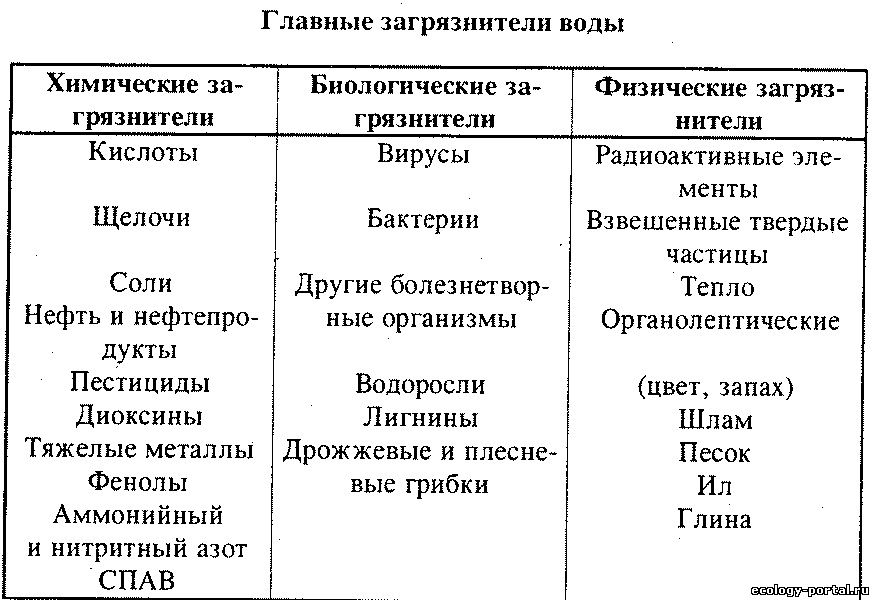 Главные загрязнители воды
Химические за-
грязнители
Кислоты
Щелочи
Соли
Нефть и нефтепро-
дукты
Пестициды
Диоксины
Тяжелые металлы
Фенолы
Аммонийный
и нитритный азот
СПАВ
Биологические за-
грязнители
Вирусы
Бактерии
Другие болезнетвор-
ные организмы
Водоросли
Лигнины
Дрожжевые и плесне-
вые грибки
Физические загряз-
нители
Радиоактивные эле-
менты
Взвешенные твердые
частицы
Тепло
Органолептические
(цвет, запах)
Шлам
Песок
Ил
Глина
ecology-portal.ru